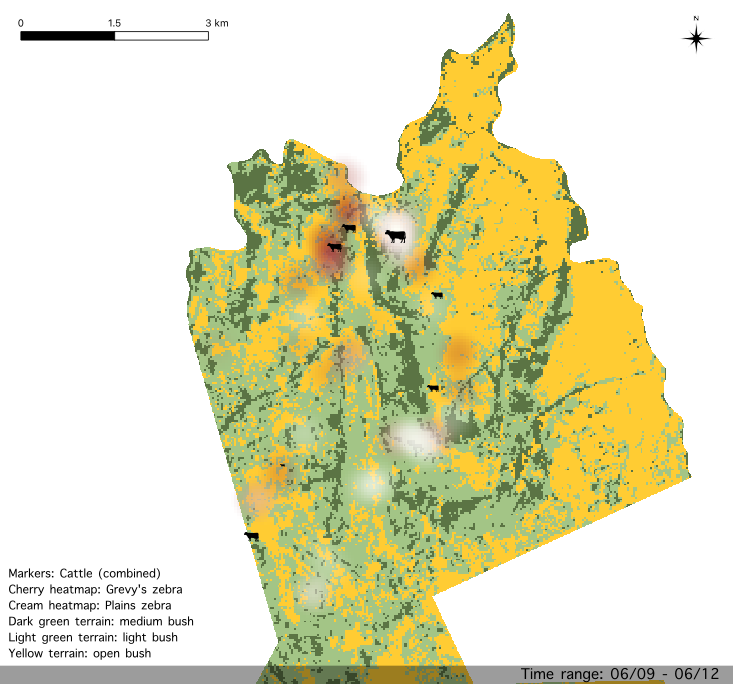 0 1.5 3 km
N
Markers: Cattle (combined)
Cherry heatmap: Grevy's zebra
Cream heatmap: Plains zebra
Dark green terrain: medium bush
Light green terrain: light bush
Yellow terrain: open bush
Time range: 06/09 - 06/12